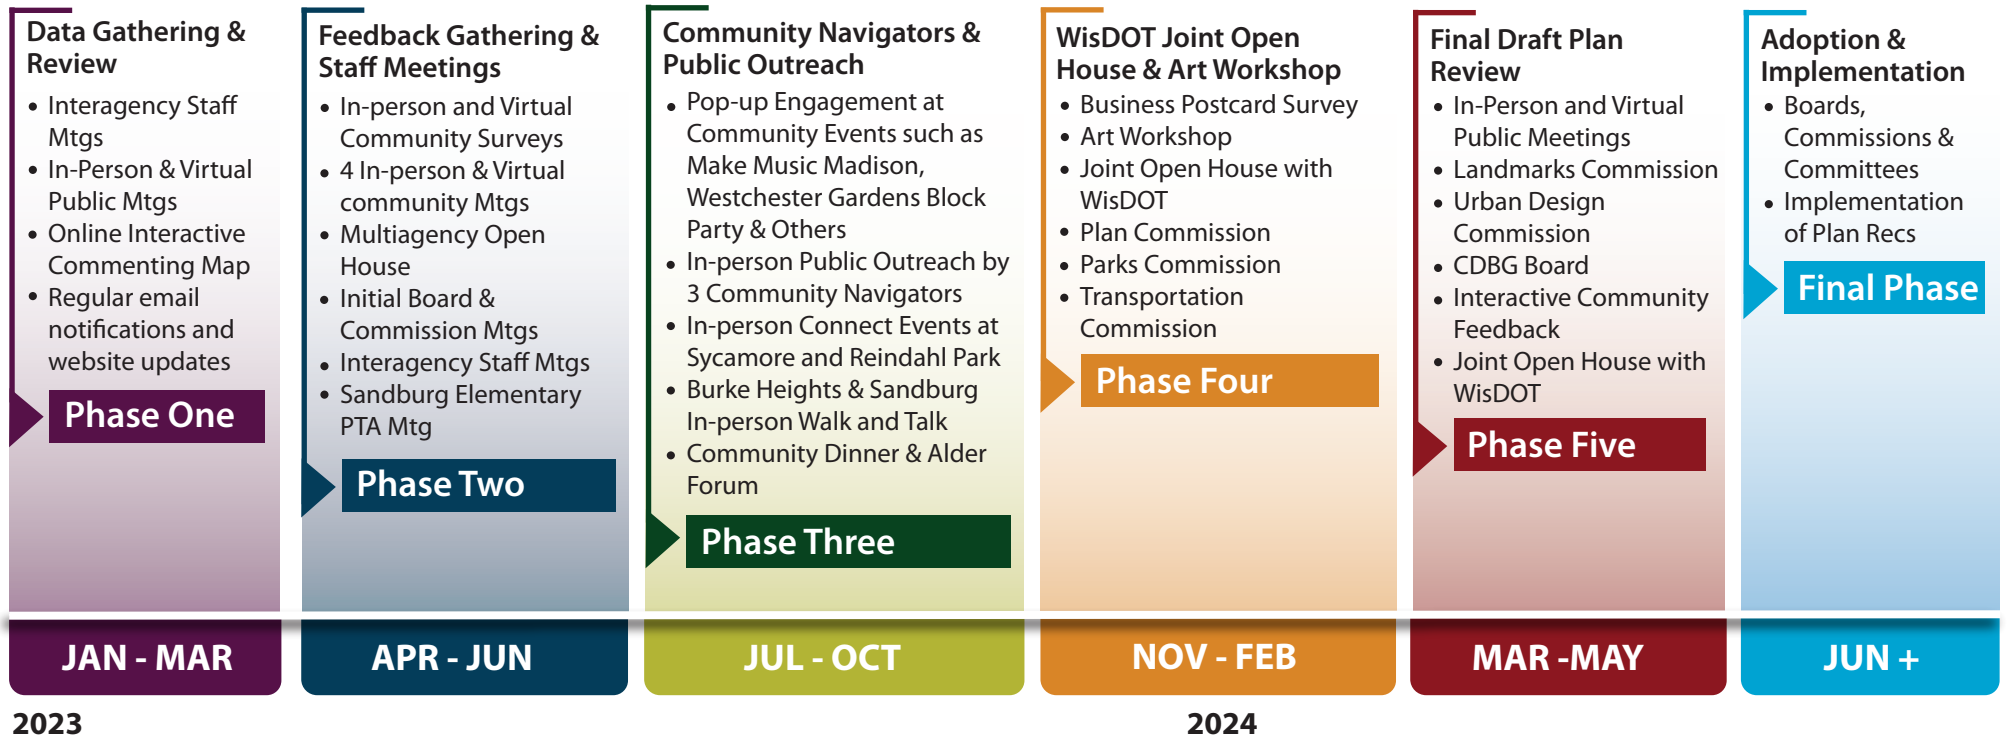 Data Gathering &
Review
• Interagency Staff
Mtgs
• In-Person & Virtual
Public Mtgs
• Online Interactive
Commenting Map
• Regular email
notifications and
website updates
Phase One
JAN - MAR
2023
Feedback Gathering &
Staff Meetings
• In-person and Virtual
Community Surveys
• 4 In-person & Virtual
community Mtgs
• Multiagency Open
House
• Initial Board &
Commission Mtgs
• Interagency Staff Mtgs
• Sandburg Elementary
PTA Mtg
Phase Two
APR - JUN
Community Navigators &
Public Outreach
• Pop-up Engagement at
Community Events such as
Make Music Madison,
Westchester Gardens Block
Party & Others
• In-person Public Outreach by
3 Community Navigators
• In-person Connect Events at
Sycamore and Reindahl Park
• Burke Heights & Sandburg
In-person Walk and Talk
• Community Dinner & Alder
Forum
Phase Three
JUL - OCT
WisDOT Joint Open
House & Art Workshop
• Business Postcard Survey
• Art Workshop
• Joint Open House with
WisDOT
• Plan Commission
• Parks Commission
• Transportation
Commission
Phase Four
NOV - FEB
2024
Final Draft Plan
Review
• In-Person and Virtual
Public Meetings
• Landmarks Commission
• Urban Design
Commission
• CDBG Board
• Interactive Community
Feedback
• Joint Open House with
WisDOT
Phase Five
MAR -MAY
Adoption &
Implementation
• Boards,
Commissions &
Committees
• Implementation
of Plan Recs
Final Phase
JUN +